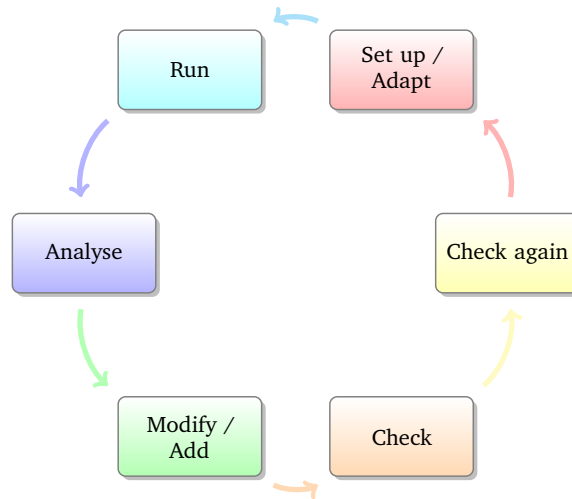 Run
Set up /
Adapt
Analyse
Check again
Modify /
Add
Check